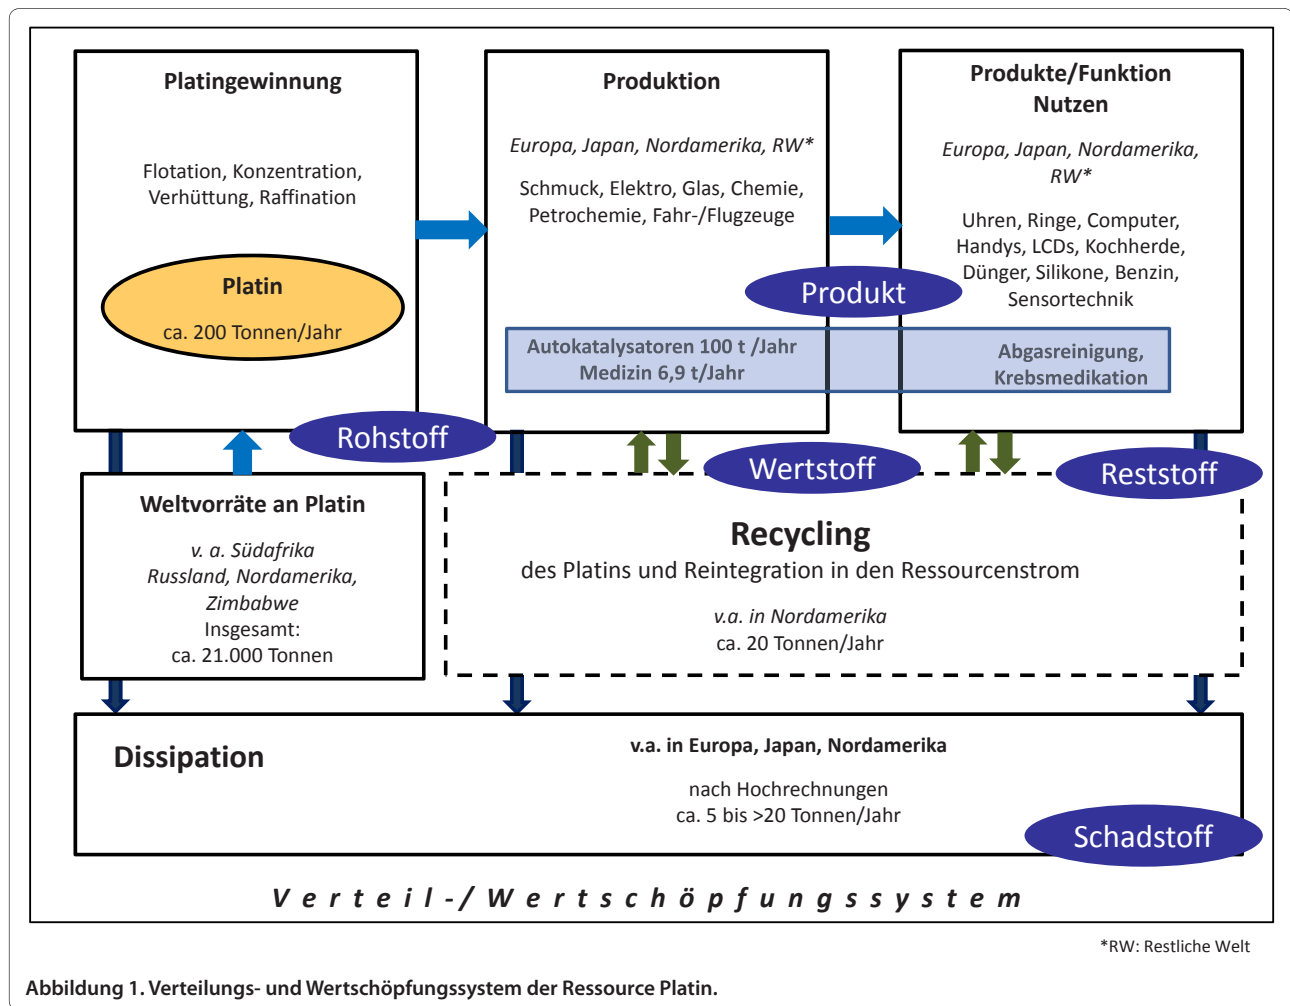 Platingewinnung
Flotation, Konzentration,
Verhüttung, Raffination
Platin
ca. 200 Tonnen/Jahr
Produktion
Europa, Japan, Nordamerika, RW*
Schmuck, Elektro, Glas, Chemie,
Petrochemie, Fahr-/Flugzeuge
Produkte/Funktion
Nutzen
Europa, Japan, Nordamerika,
RW*
Uhren, Ringe, Computer,
Handys, LCDs, Kochherde,
Dünger, Silikone, Benzin,
Sensortechnik
Produkt
Autokatalysatoren 100 t /Jahr
Medizin 6,9 t/Jahr
Abgasreinigung,
Krebsmedikation
Rohstoff
Wertstoff
Reststoff
Weltvorräte an Platin
v. a. Südafrika
Russland, Nordamerika,
Zimbabwe
Insgesamt:
ca. 21.000 Tonnen
Recycling
des Platins und Reintegration in den Ressourcenstrom
v.a. in Nordamerika
ca. 20 Tonnen/Jahr
Dissipation
v.a. in Europa, Japan, Nordamerika
nach Hochrechnungen
ca. 5 bis >20 Tonnen/Jahr
Schadstoff
Verteil-/Wertschöpfungssystem
*RW: Restliche Welt
Abbildung 1. Verteilungs- und Wertschöpfungssystem der Ressource Platin.